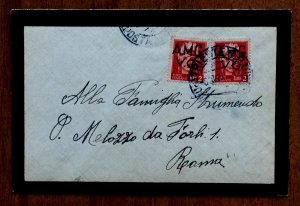 A.M.G. A.M.G.
V.G. V.G.
Alla Famiglia Strumendo
P. Melozzo da Forlì 1.
Roma